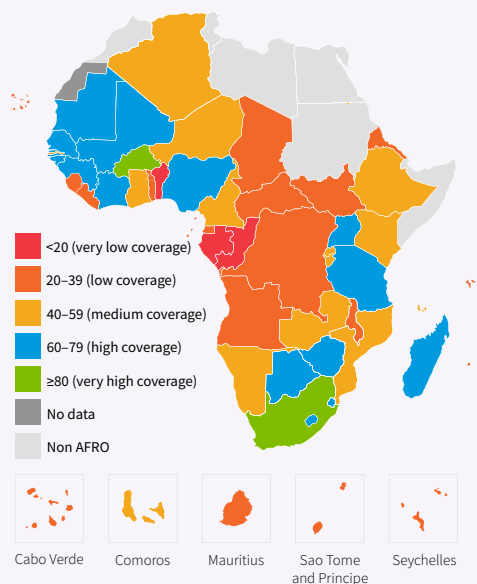 <20 (very low coverage)
20–39 (low coverage)
40–59 (medium coverage)
60–79 (high coverage)
≥80 (very high coverage)
No data
Non AFRO
Cabo Verde
Comoros
Mauritius
Sao Tome
and Principe
Seychelles